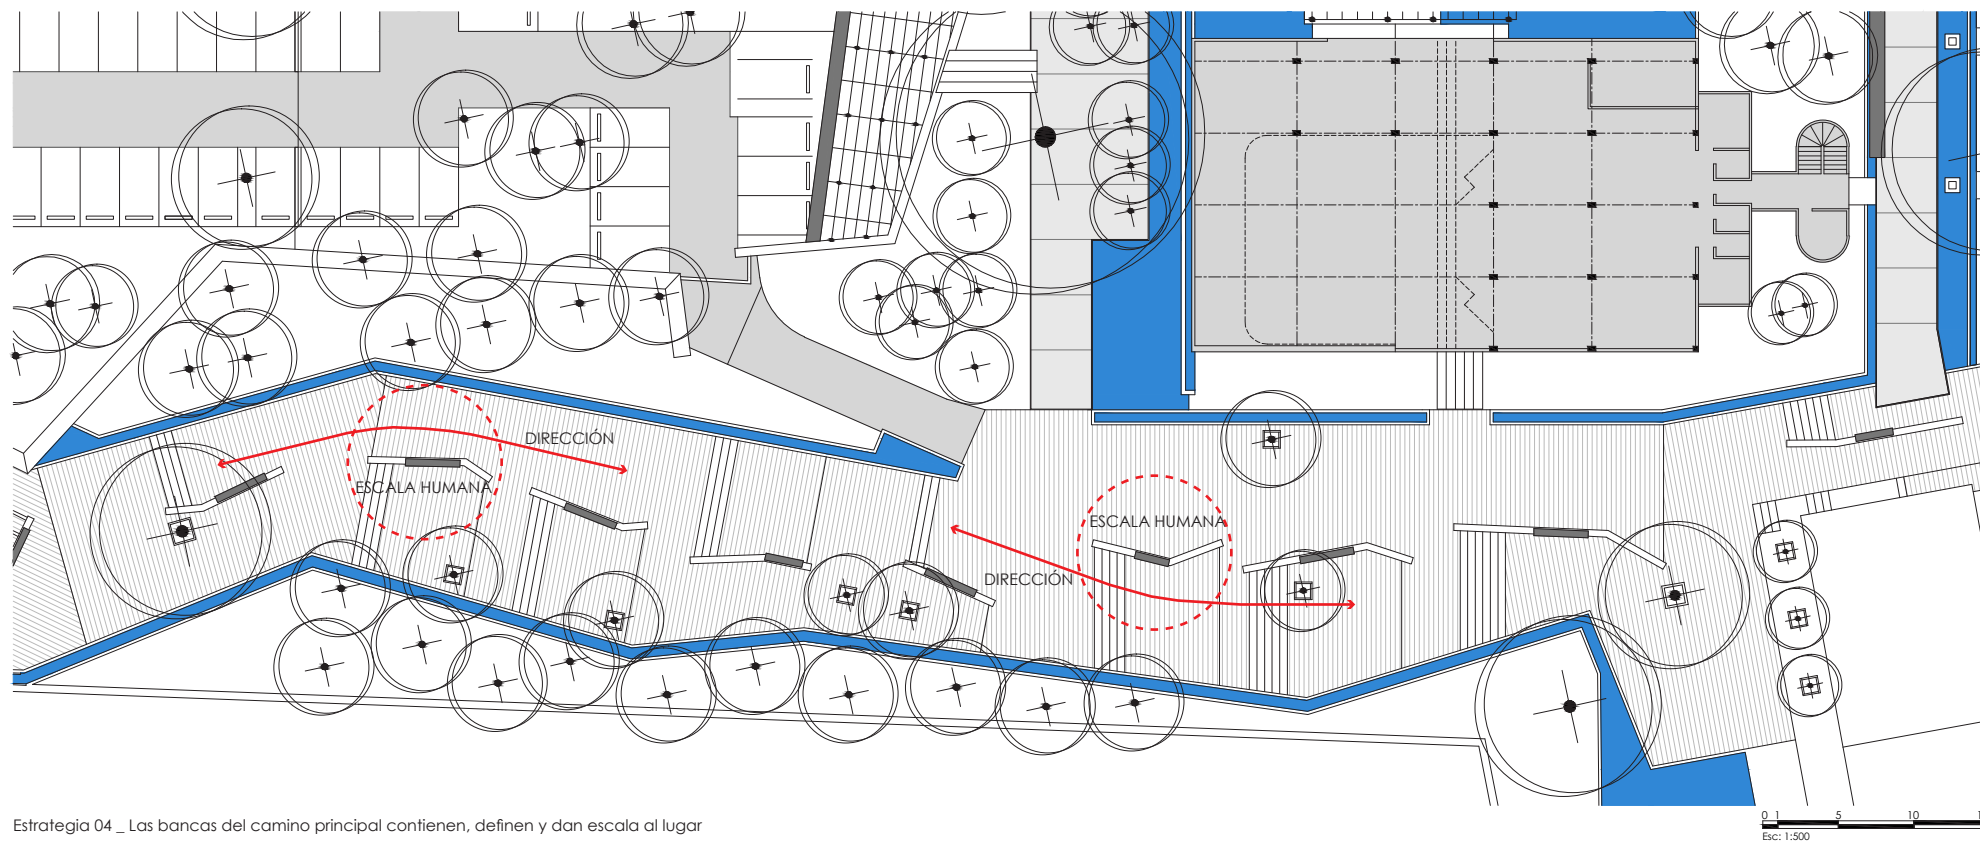 DIRECCIÓN
ESCALA HUMANA
ESCALA HUMANA
DIRECCIÓN
Estrategia 04 _ Las bancas del camino principal contienen, definen y dan escala al lugar
0 1 5 10
Esc: 1:500